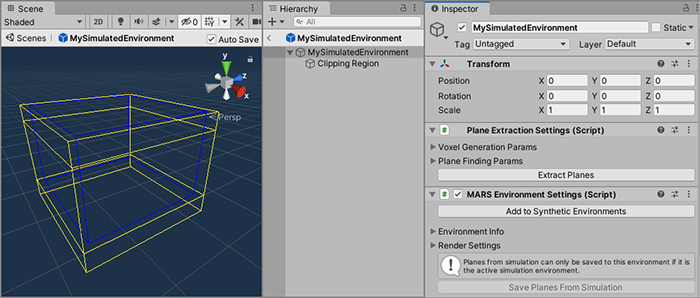 Scene
Shaded
2D
0
Scenes
MySimulatedEnvironment
Auto Save
y
z
x
Persp
Hierarchy
All
MySimulatedEnvironment
MySimulatedEnvironment
Clipping Region
Inspector
MySimulatedEnvironment
Static
Tag Untagged Layer Default
Transform
Position X 0 Y 0 Z 0
Rotation X 0 Y 0 Z 0
Scale X 1 Y 1 Z 1
# Plane Extraction Settings (Script)
Voxel Generation Params
Plane Finding Params
Extract Planes
# MARS Environment Settings (Script)
Add to Synthetic Environments
Environment Info
Render Settings
Planes from simulation can only be saved to this environment if it is
the active simulation environment.
Save Planes From Simulation